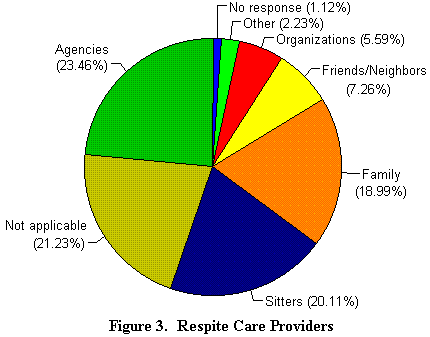 No response (1.12%)
Other (2.23%)
Organizations (5.59%)
Agencies
(23.46%)
Friends/Neighbors
(7.26%)
Family
(18.99%)
Not applicable
(21.23%)
Sitters (20.11%)
Figure 3. Respite Care Providers